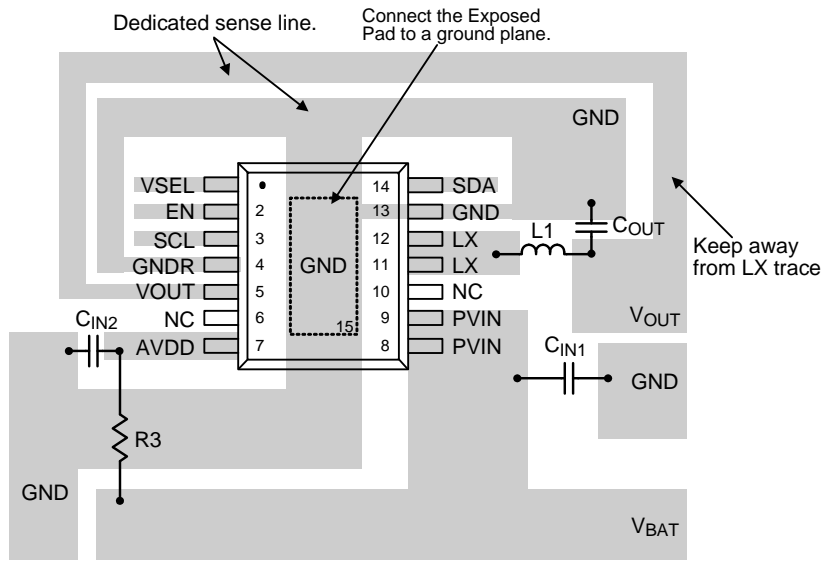 Dedicated sense line.
Connect the Exposed
Pad to a ground plane.
GND
VSEL
14
SDA
EN
2
13
GND
SCL
3
12
LX
L1
COUT
GNDR
4
GND
11
LX
Keep away
from LX trace
VOUT
5
10
NC
VOUT
CIN2
NC
6
15
9
PVIN
CIN1
AVDD
7
8
PVIN
GND
R3
GND
VBAT